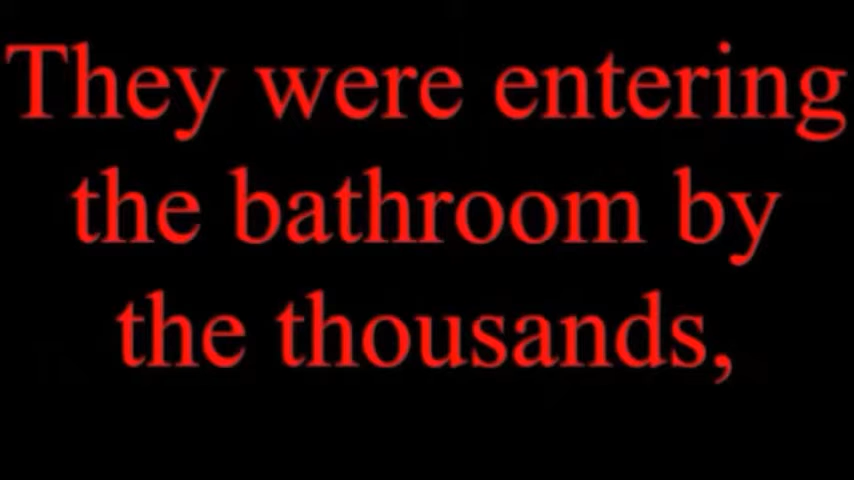 They were entering
the bathroom by
the thousands,